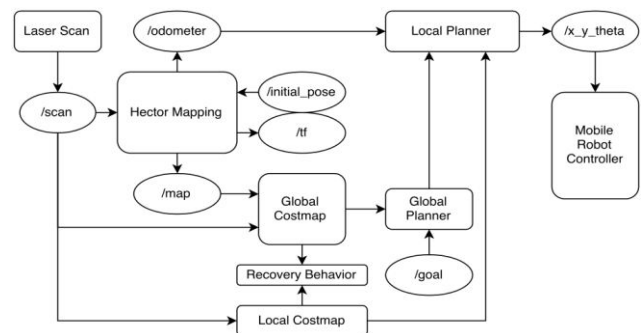 Laser Scan
/odometer
Local Planner
/x_y_theta
/scan
Hector Mapping
/initial_pose
/tf
Mobile
Robot
Controller
/map
Global
Costmap
Global
Planner
Recovery Behavior
/goal
Local Costmap